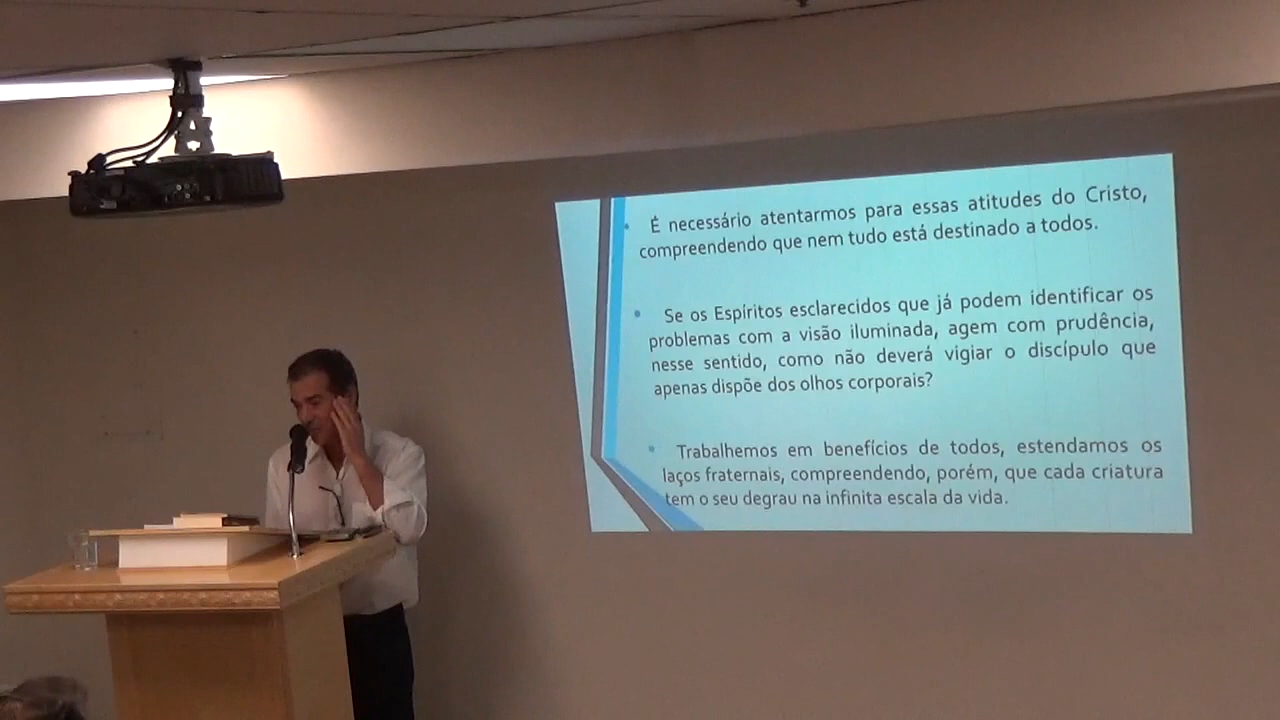 • É necessário atentarmos para essas atitudes do Cristo,
compreendendo que nem tudo está destinado a todos.
• Se os Espíritos esclarecidos que já podem identificar os
problemas com a visão iluminada, agem com prudência,
nesse sentido, como não deverá vigiar o discípulo que
apenas dispõe dos olhos corporais?
• Trabalhemos em benefícios de todos, estendamos os
laços fraternais, compreendendo, porém, que cada criatura
tem o seu degrau na infinita escala da vida.